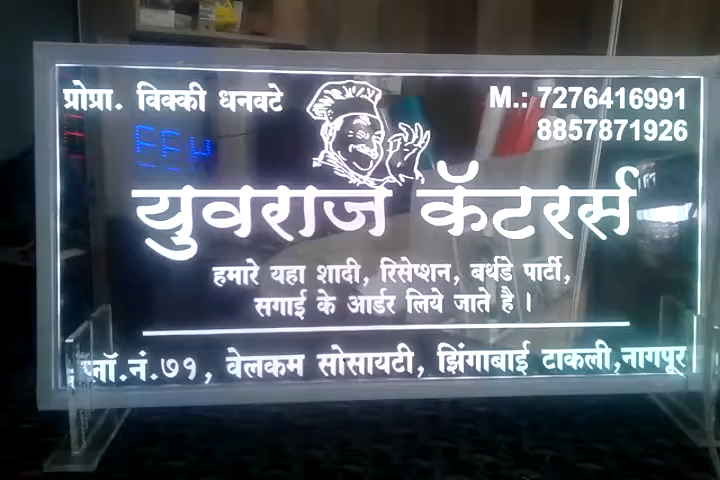 प्रोप्रा. विक्की धनवटे
M.: 7276416991
8857871926
युवराज कॅटरर्स
हमारे यहा शादी, रिसेप्शन, बर्थडे पार्टी,
सगाई के आर्डर लिये जाते है।
नं.७१, वेलकम सोसायटी, झिंगाबाई टाकली,नागपूर